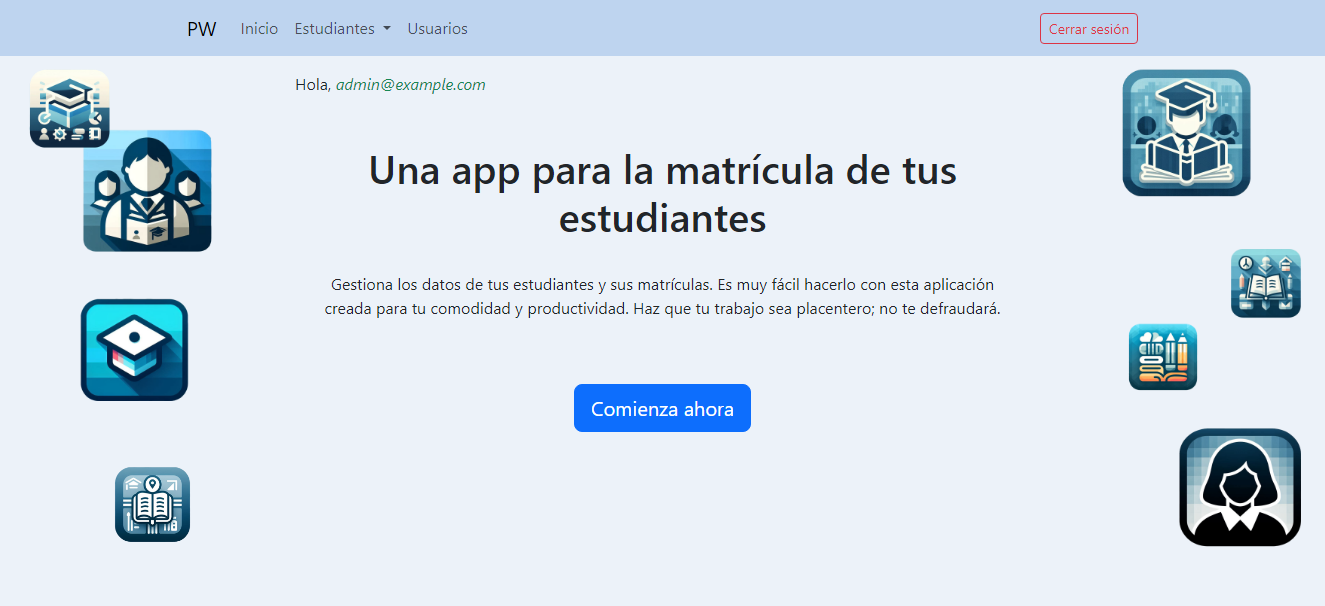 PW Inicio Estudiantes Usuarios Cerrar sesión
Hola, admin@example.com
Una app para la matrícula de tus
estudiantes
Gestiona los datos de tus estudiantes y sus matrículas. Es muy fácil hacerlo con esta aplicación
creada para tu comodidad y productividad. Haz que tu trabajo sea placentero; no te defraudará.
Comienza ahora